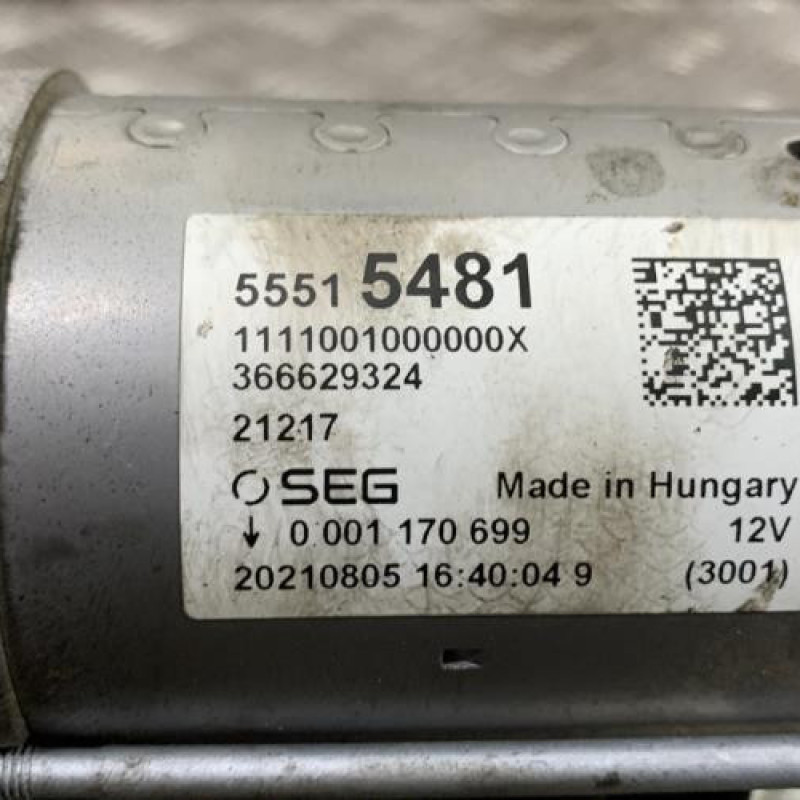 5551 5481
1111001000000X
366629324
21217
SEG Made in Hungary
↓ 0 001 170 699 12V
20210805 16:40:04 9 (3001)